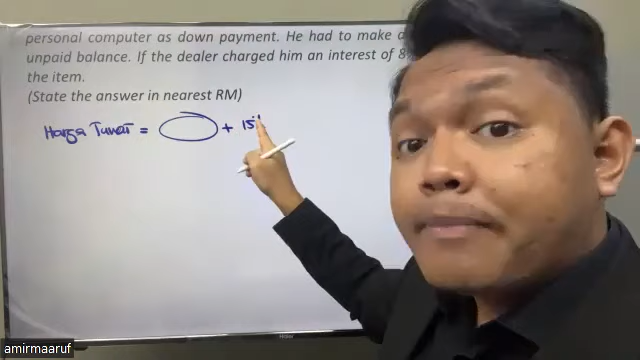 personal computer as down payment. He had to make a
unpaid balance. If the dealer charged him an interest of 8
the item.
(State the answer in nearest RM)
Harga Tunai = + 15%
amirmaaruf